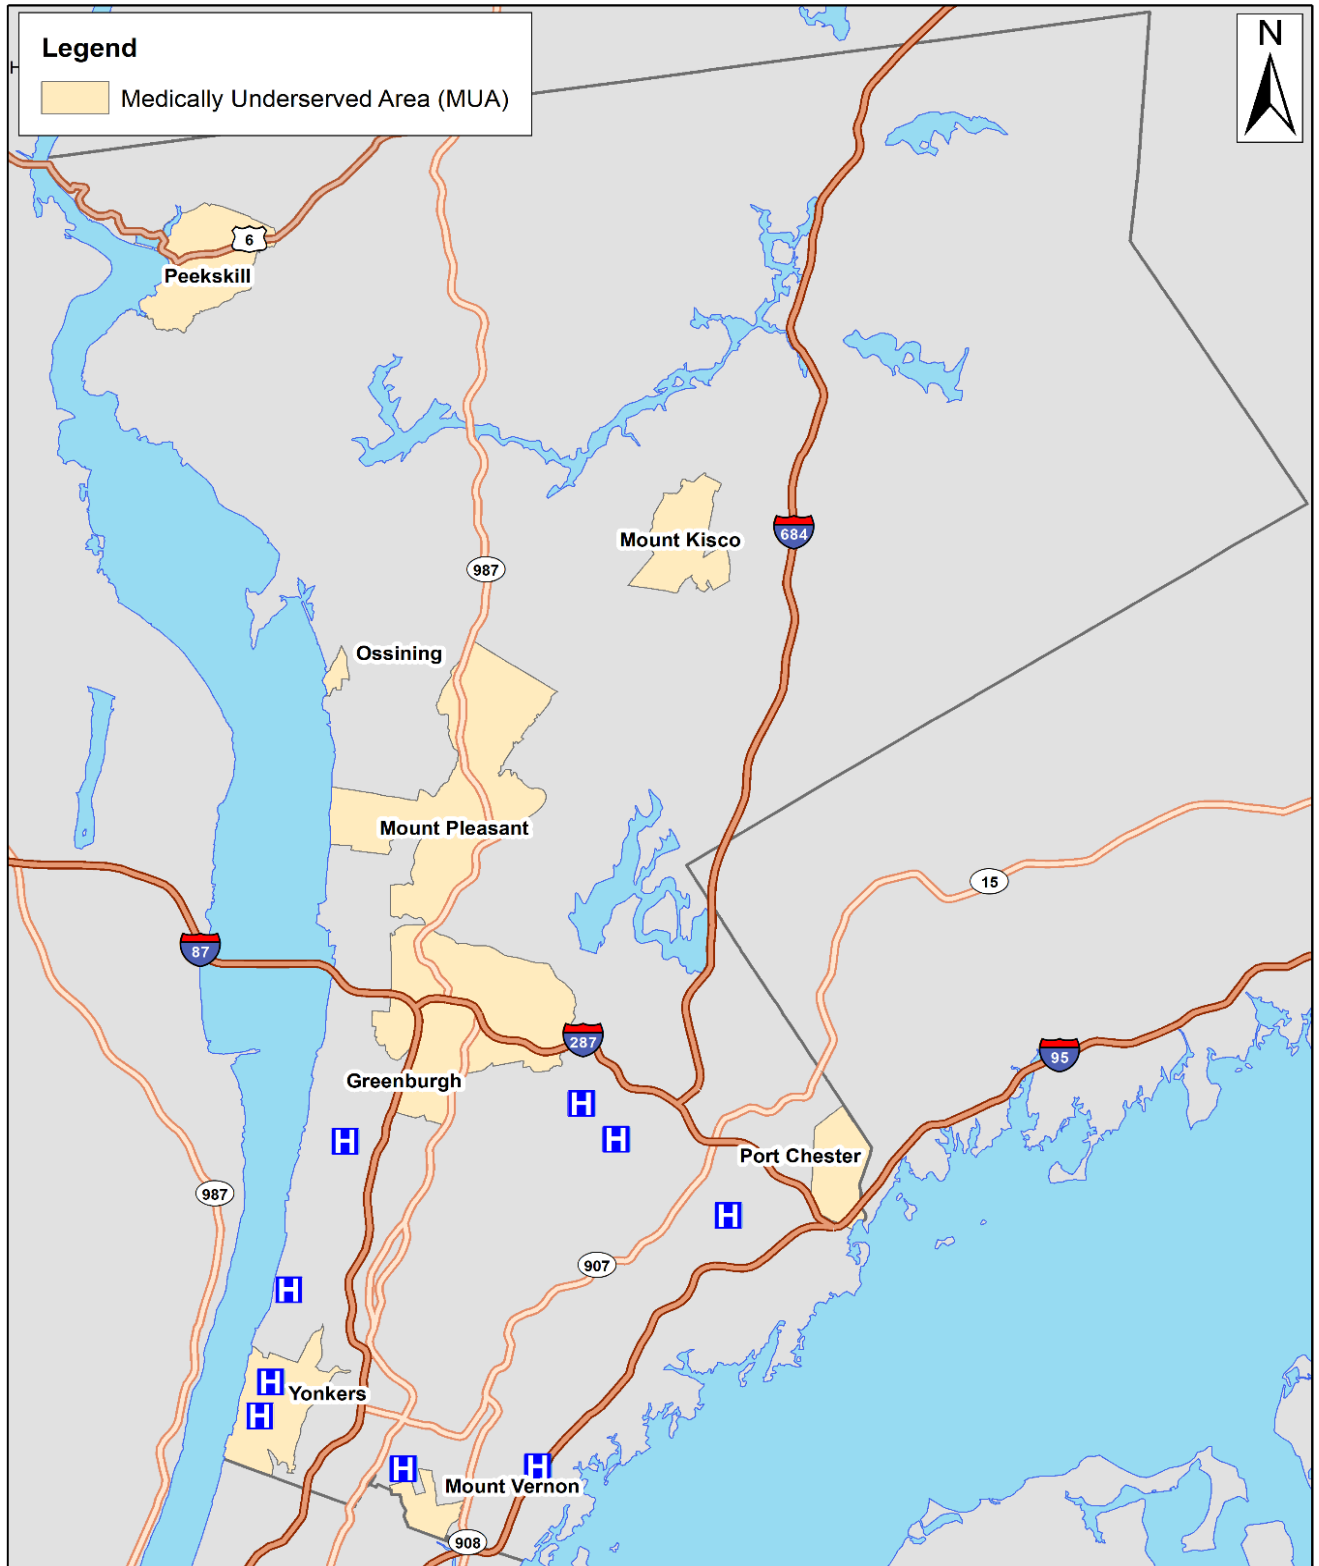 Legend
Medically Underserved Area (MUA)
N
6
Peekskill
Mount Kisco
684
987
Ossining
Mount Pleasant
15
87
287
95
Greenburgh
H
H
H
Port Chester
987
H
907
H
H
Yonkers
H
H
H
Mount Vernon
908